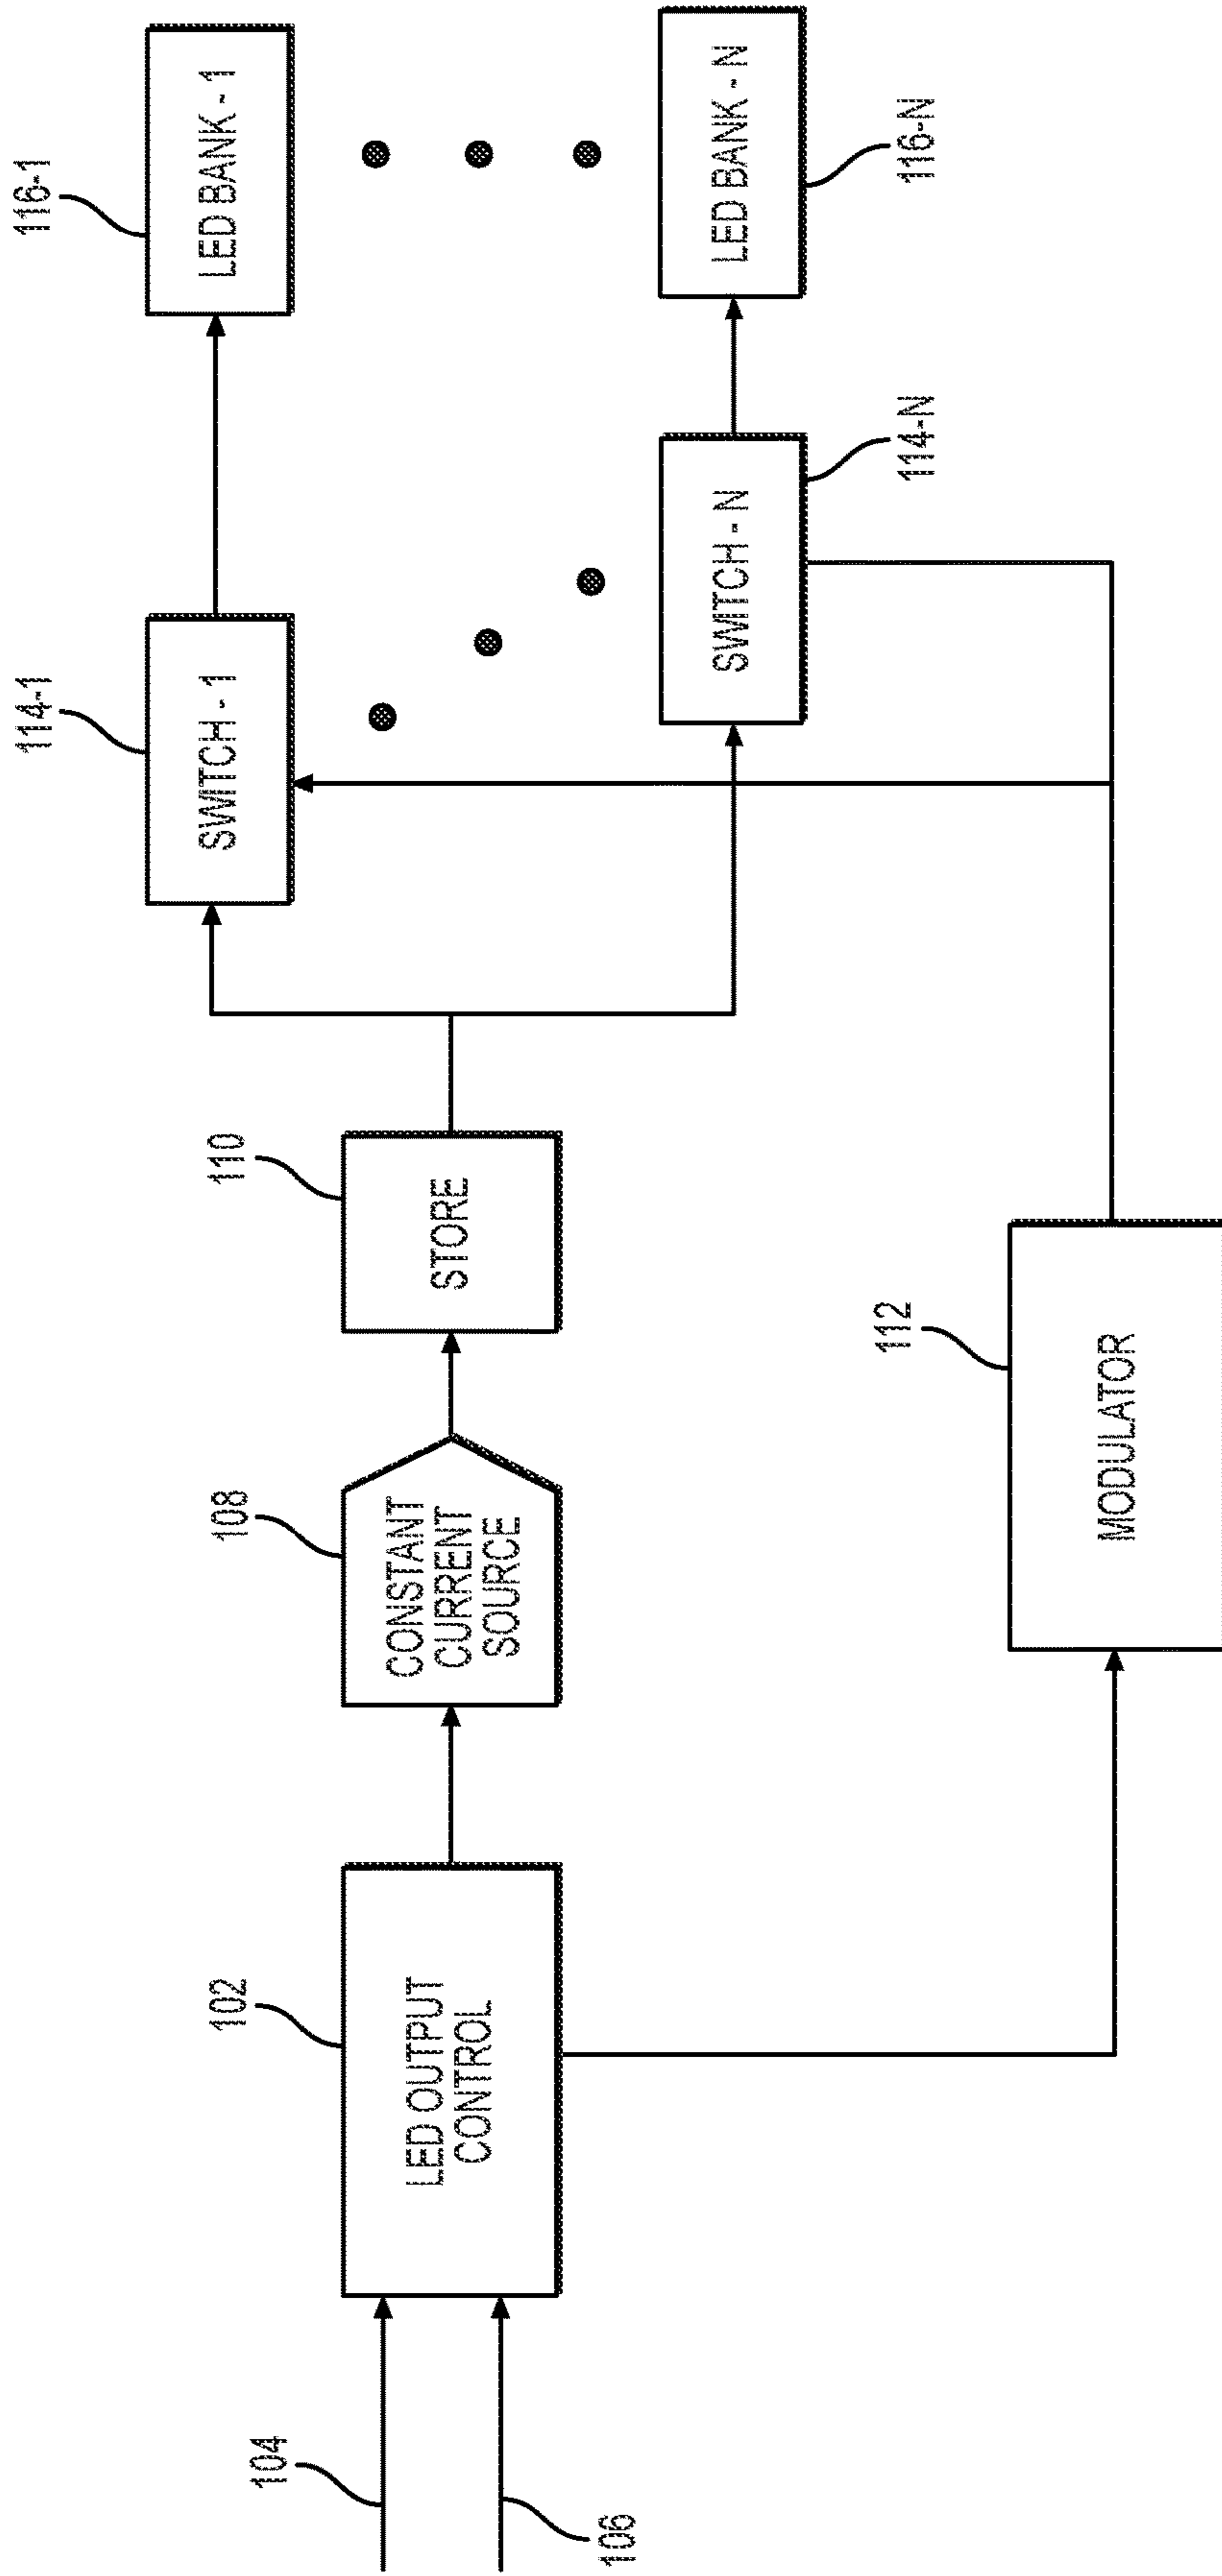 104
106
102
LED OUTPUT
CONTROL
108
CONSTANT
CURRENT
SOURCE
110
STORE
112
MODULATOR
114-1
SWITCH - 1
116-1
LED BANK - 1
SWITCH - N
114-N
LED BANK - N
116-N